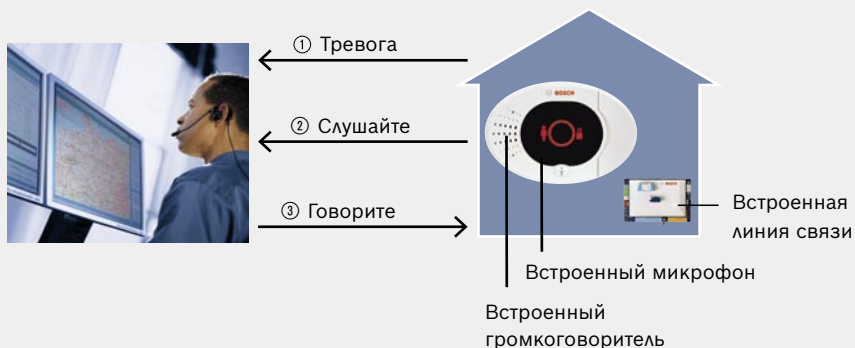 ① Тревога
BOSCH
② Слушайте
③ Говорите
Встроенная
линия связи
Встроенный микрофон
Встроенный
громкоговоритель